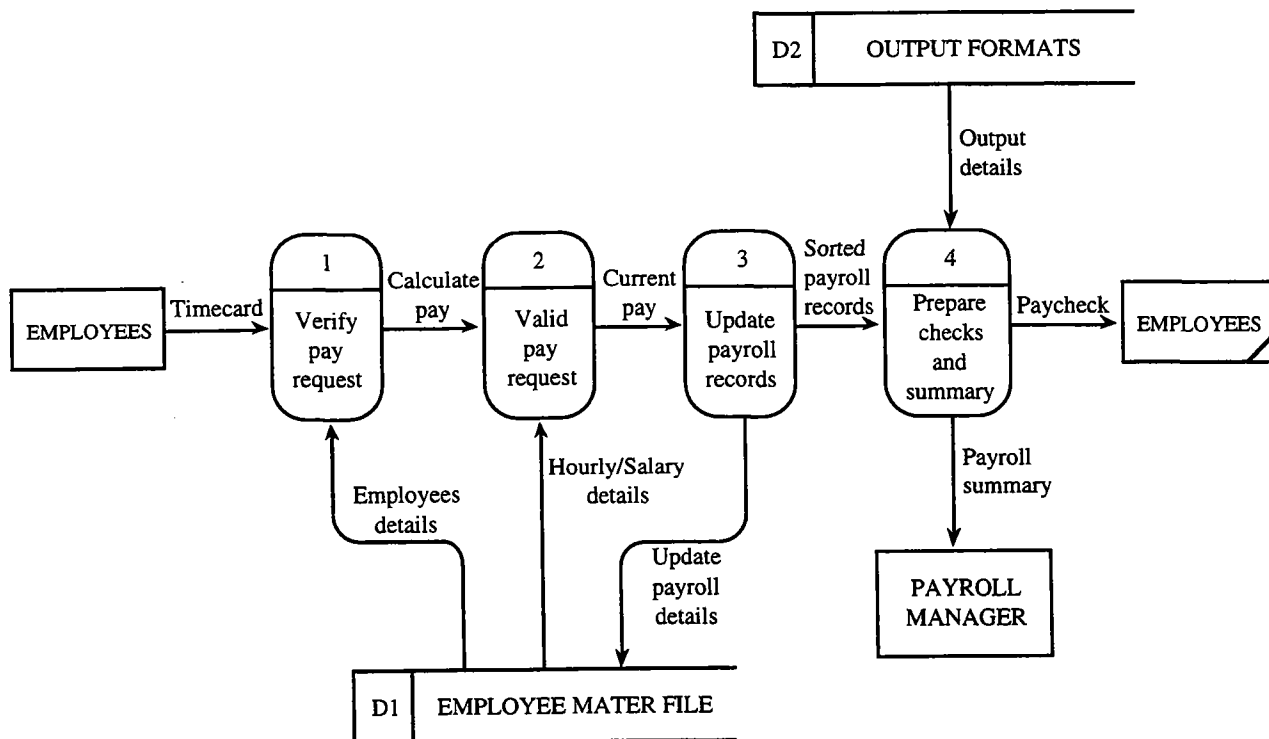 D2
OUTPUT FORMATS
Output
details
1
Verify
pay
request
2
Valid
pay
request
3
Update
payroll
records
4
Prepare
checks
and
summary
EMPLOYEES
Timecard
Calculate
pay
Current
pay
Sorted
payroll
records
Paycheck
EMPLOYEES
Employees
details
Hourly/Salary
details
Update
payroll
details
Payroll
summary
PAYROLL
MANAGER
D1
EMPLOYEE MATER FILE